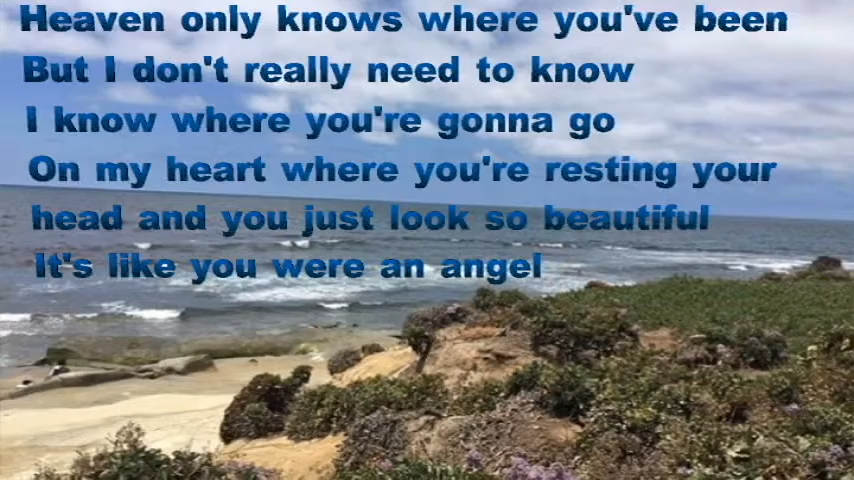 Heaven only knows where you've been
But I don't really need to know
I know where you're gonna go
On my heart where you're resting your
head and you just look so beautiful
It's like you were an angel